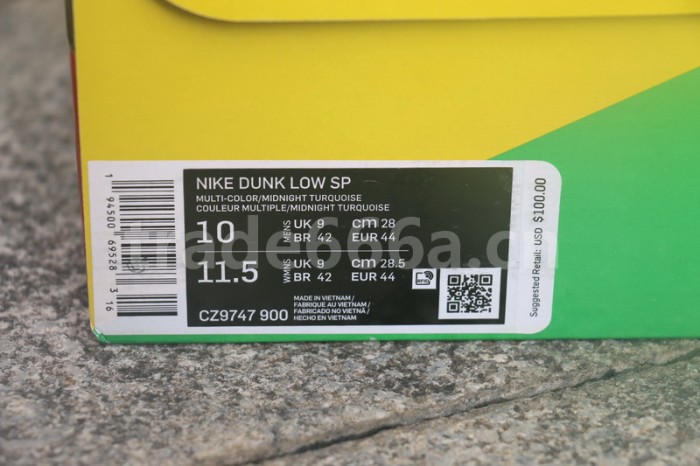 NIKE DUNK LOW SP
MULTI-COLOR/MIDNIGHT TURQUOISE
COULEUR MULTIPLE/MIDNIGHT TURQUOISE
10 MENS UK 9 cm 28
BR 42 EUR 44
11.5 WMNS UK 9 cm 28.5
BR 42 EUR 44
CZ9747 900
MADE IN VIETNAM /
FABRIQUE AU VIETNAM /
FABRICADO NO VIETNÃ /
HECHO EN VIETNAM
RFID
1 94500 69528 3 16
Suggested Retail: USD $100.00
trade666a.cn